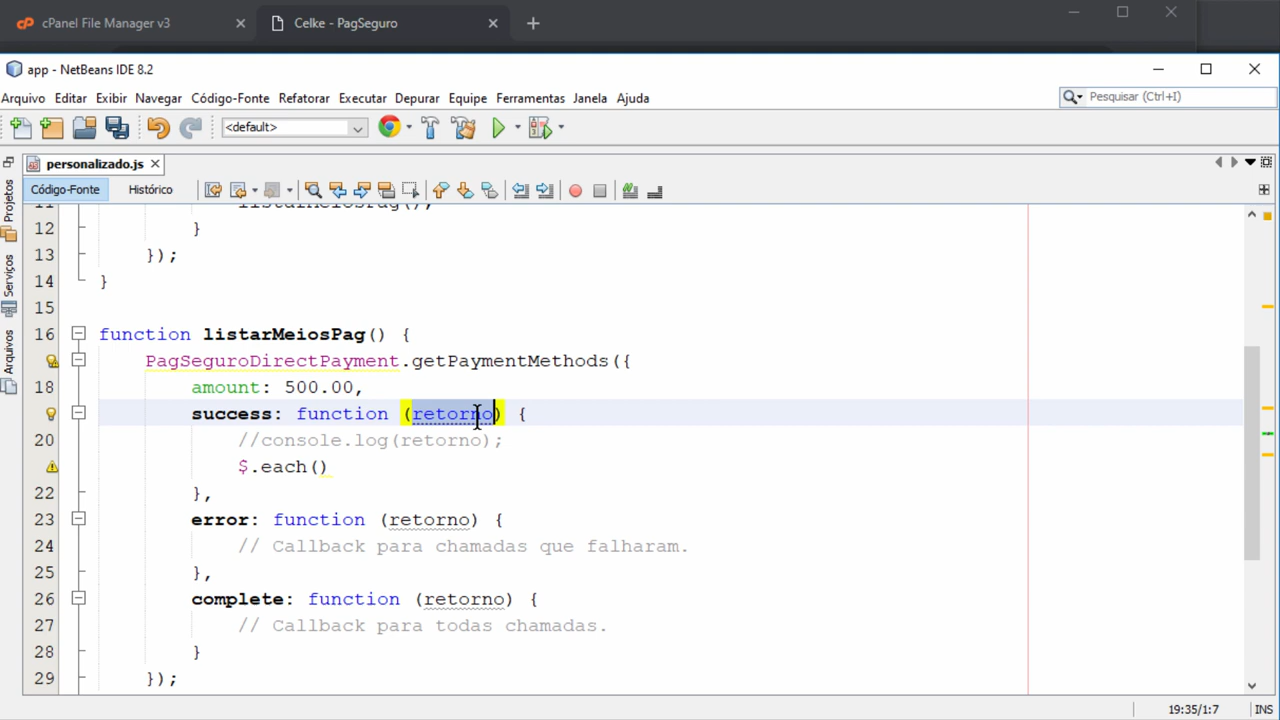 cPanel File Manager v3
Celke - PagSeguro
app - NetBeans IDE 8.2
Arquivo Editar Exibir Navegar Código-Fonte Refatorar Executar Depurar Equipe Ferramentas Janela Ajuda
Pesquisar (Ctrl+I)
<default>
personalizado.js
Código-Fonte Histórico
Projetos
Serviços
Arquivos
11 listarMeiosPag();
12 }
13 });
14 }
15
16 function listarMeiosPag() {
PagSeguroDirectPayment.getPaymentMethods({
18 amount: 500.00,
success: function (retorno) {
20 //console.log(retorno);
$.each()
22 },
23 error: function (retorno) {
24 // Callback para chamadas que falharam.
25 },
26 complete: function (retorno) {
27 // Callback para todas chamadas.
28 }
29 });
19:35/1:7 INS